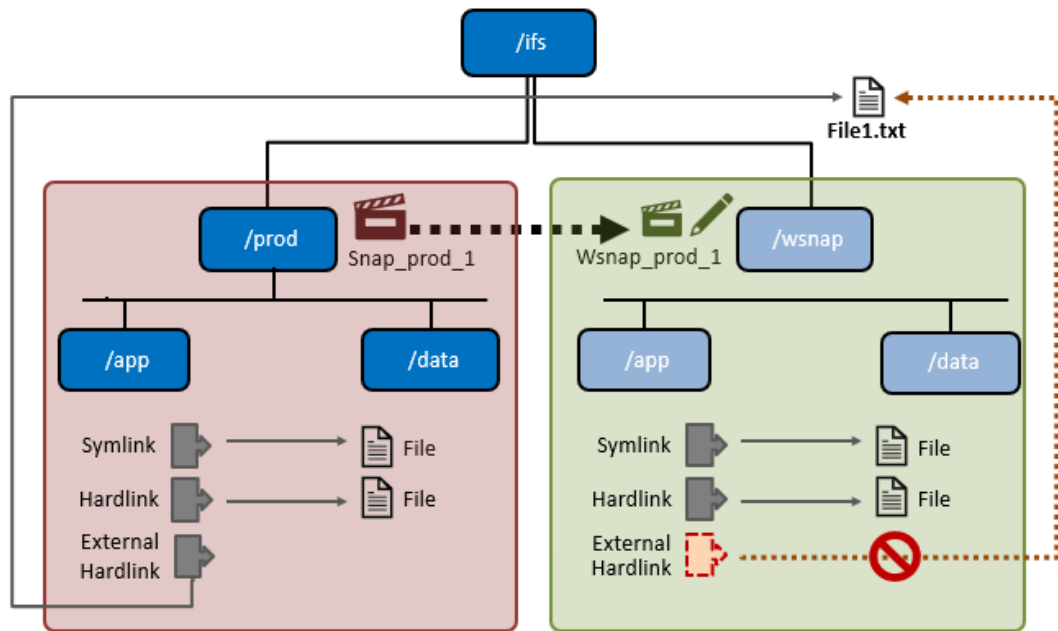 /ifs
File1.txt
/prod
Snap_prod_1
Wsnap_prod_1
/wsnap
/app
/data
/app
/data
Symlink
File
Symlink
File
Hardlink
File
Hardlink
File
External
Hardlink
External
Hardlink